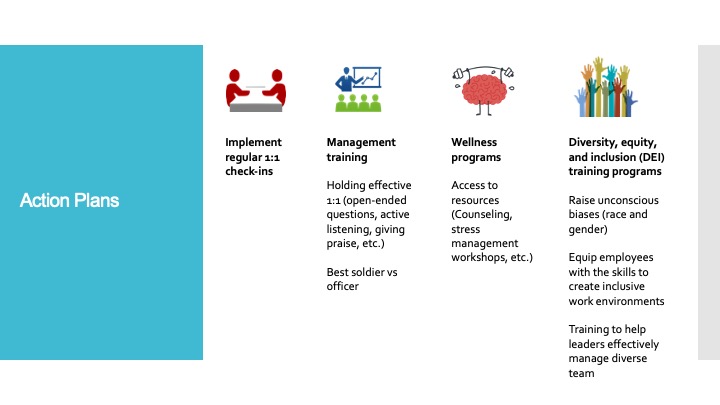 Action Plans
Implement
regular 1:1
check-ins
Management
training
Holding effective
1:1 (open-ended
questions, active
listening, giving
praise, etc.)
Best soldier vs
officer
Wellness
programs
Access to
resources
(Counseling,
stress
management
workshops, etc.)
Diversity, equity,
and inclusion (DEI)
training programs
Raise unconscious
biases (race and
gender)
Equip employees
with the skills to
create inclusive
work environments
Training to help
leaders effectively
manage diverse
team